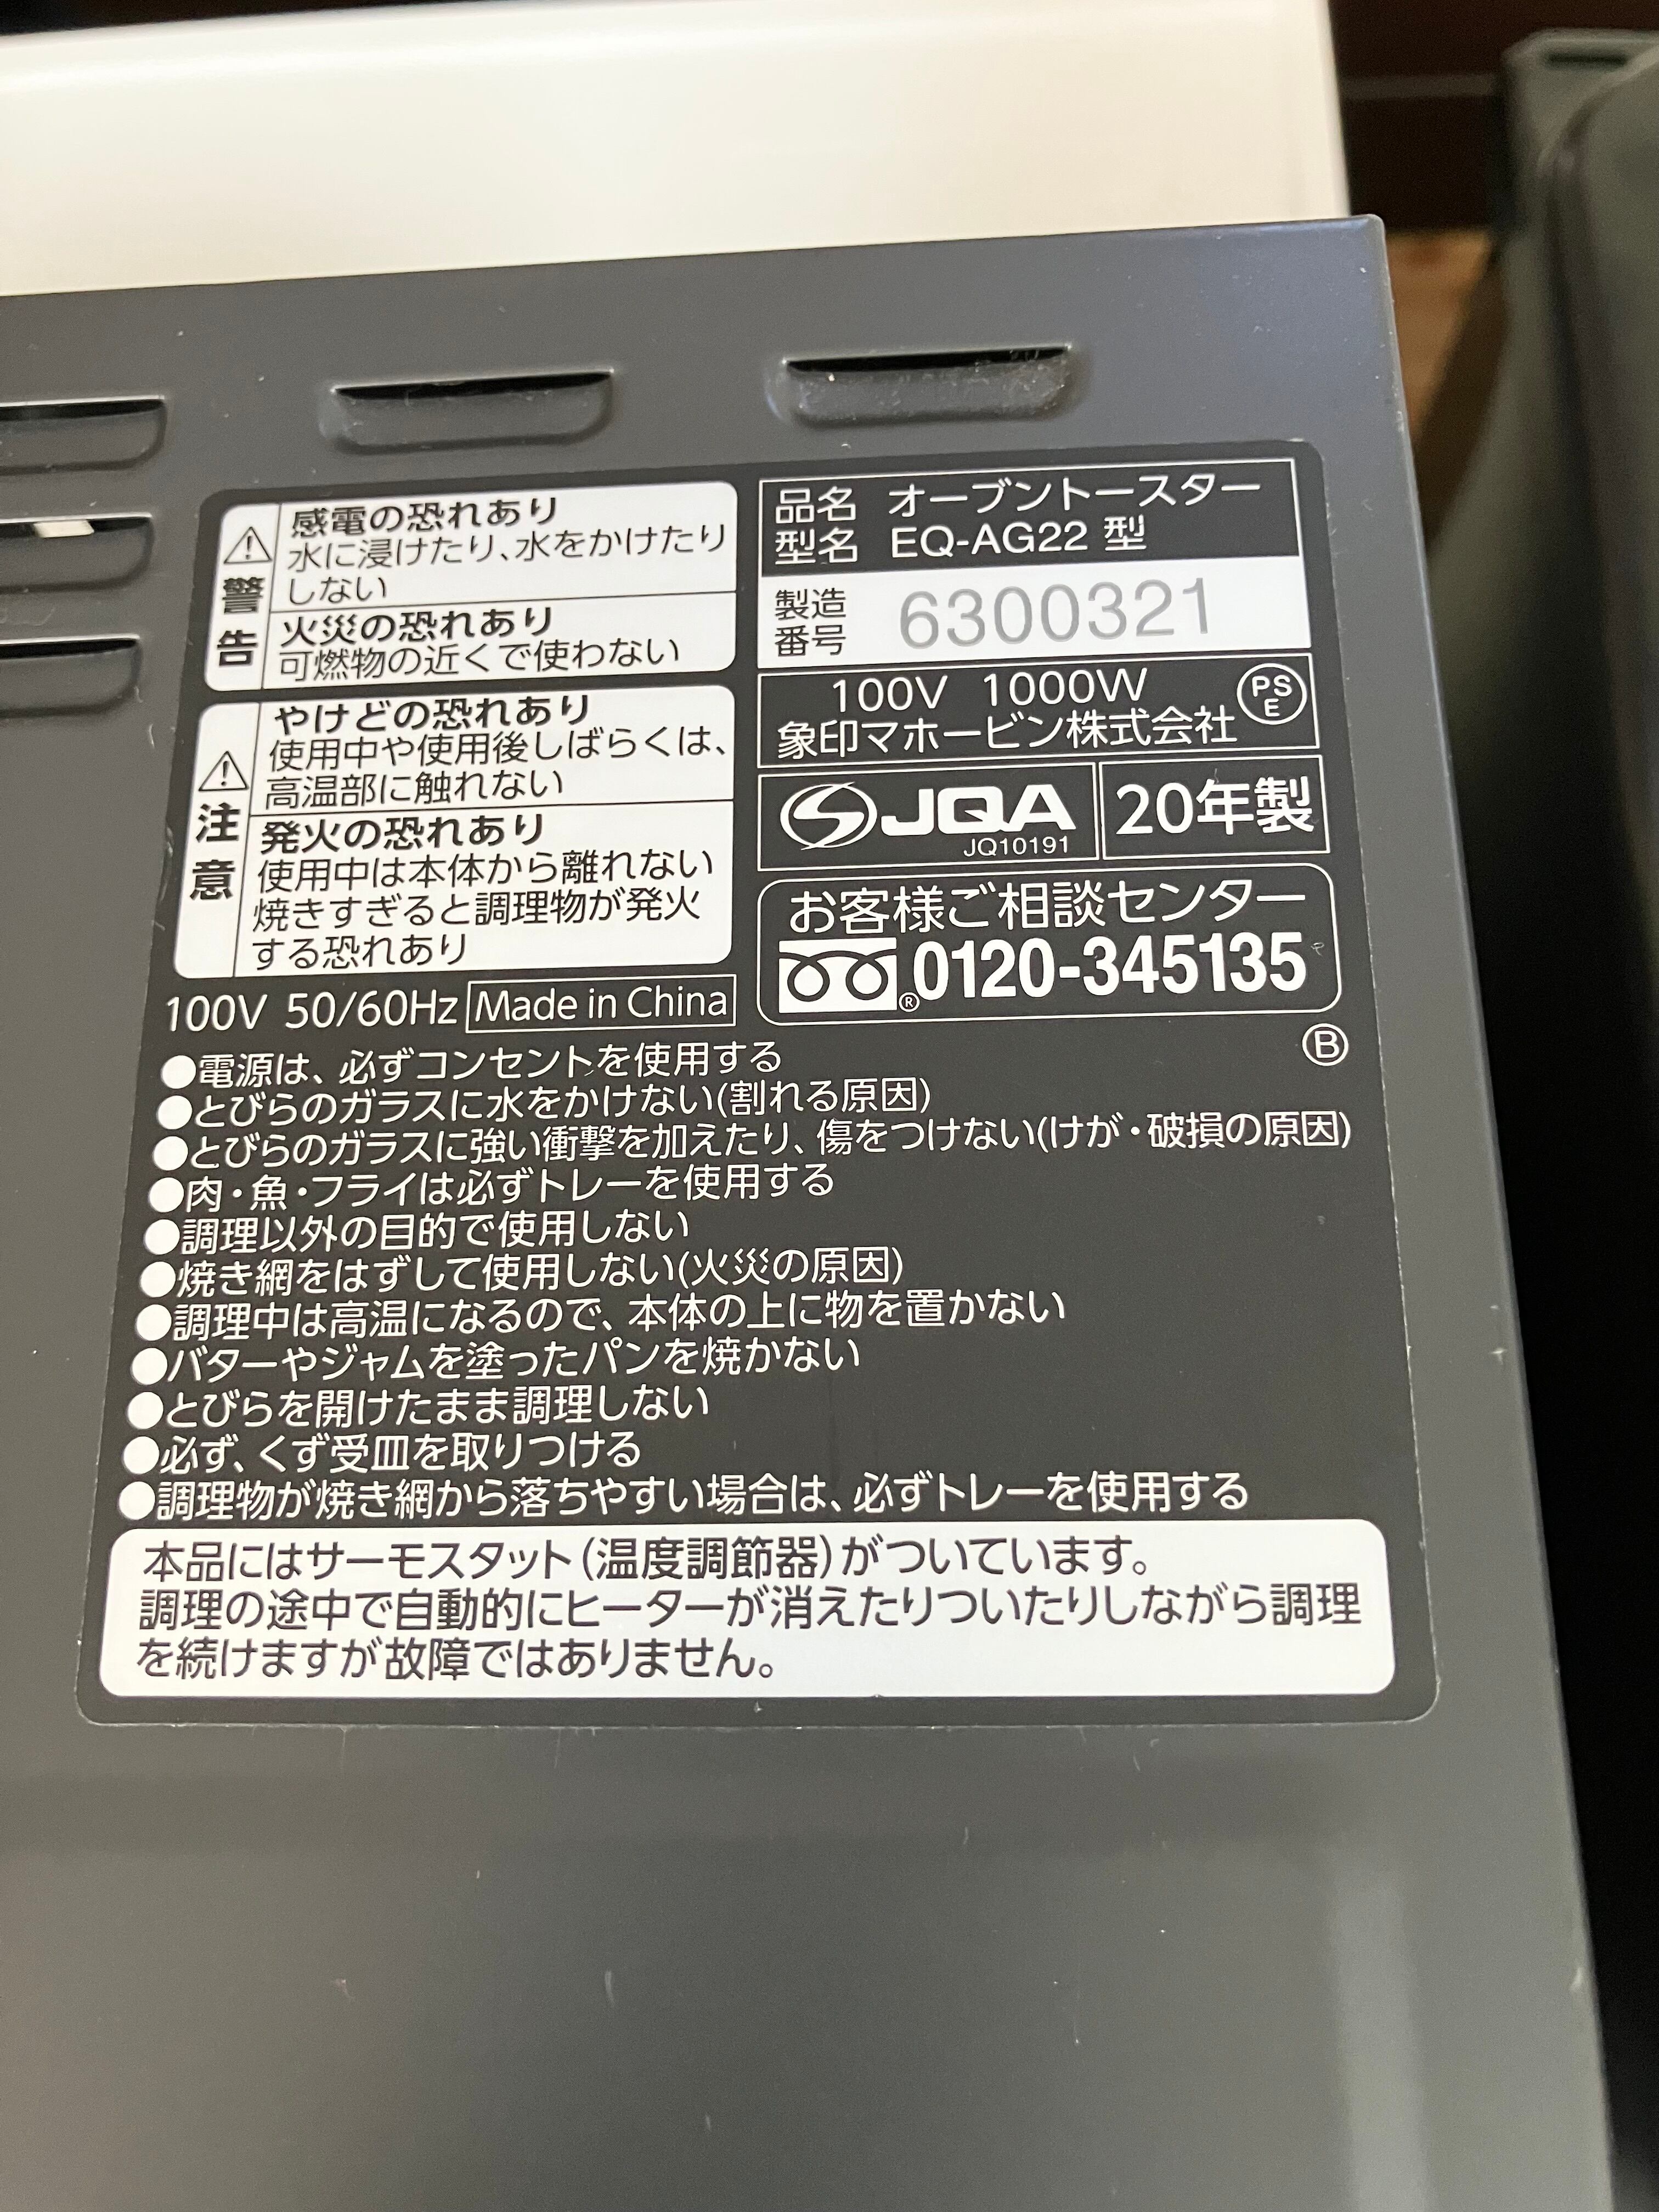 ⚠警告
感電の恐れあり
水に浸けたり、水をかけたり
しない
火災の恐れあり
可燃物の近くで使わない
⚠注意
やけどの恐れあり
使用中や使用後しばらくは、
高温部に触れない
発火の恐れあり
使用中は本体から離れない
焼きすぎると調理物が発火
する恐れあり
100V 50/60Hz Made in China
品名 オーブントースター
型名 EQ-AG22 型
製造番号 6300321
100V 1000W
PSE
象印マホービン株式会社
JQA
JQ10191
20年製
お客様ご相談センター
®0120-345135
Ⓑ
●電源は、必ずコンセントを使用する
●とびらのガラスに水をかけない(割れる原因)
●とびらのガラスに強い衝撃を加えたり、傷をつけない(けが・破損の原因)
●肉・魚・フライは必ずトレーを使用する
●調理以外の目的で使用しない
●焼き網をはずして使用しない(火災の原因)
●調理中は高温になるので、本体の上に物を置かない
●バターやジャムを塗ったパンを焼かない
●とびらを開けたまま調理しない
●必ず、くず受皿を取りつける
●調理物が焼き網から落ちやすい場合は、必ずトレーを使用する
本品にはサーモスタット(温度調節器)がついています。
調理の途中で自動的にヒーターが消えたりついたりしながら調理
を続けますが故障ではありません。